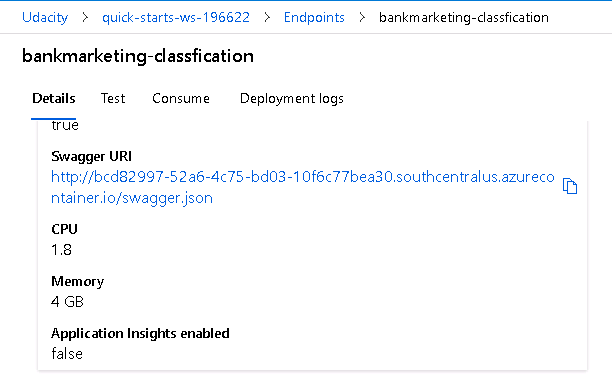 Udacity > quick-starts-ws-196622 > Endpoints > bankmarketing-classfication
bankmarketing-classfication
Details Test Consume Deployment logs
true
Swagger URI
http://bcd82997-52a6-4c75-bd03-10f6c77bea30.southcentralus.azureco
ntainer.io/swagger.json
CPU
1.8
Memory
4 GB
Application Insights enabled
false